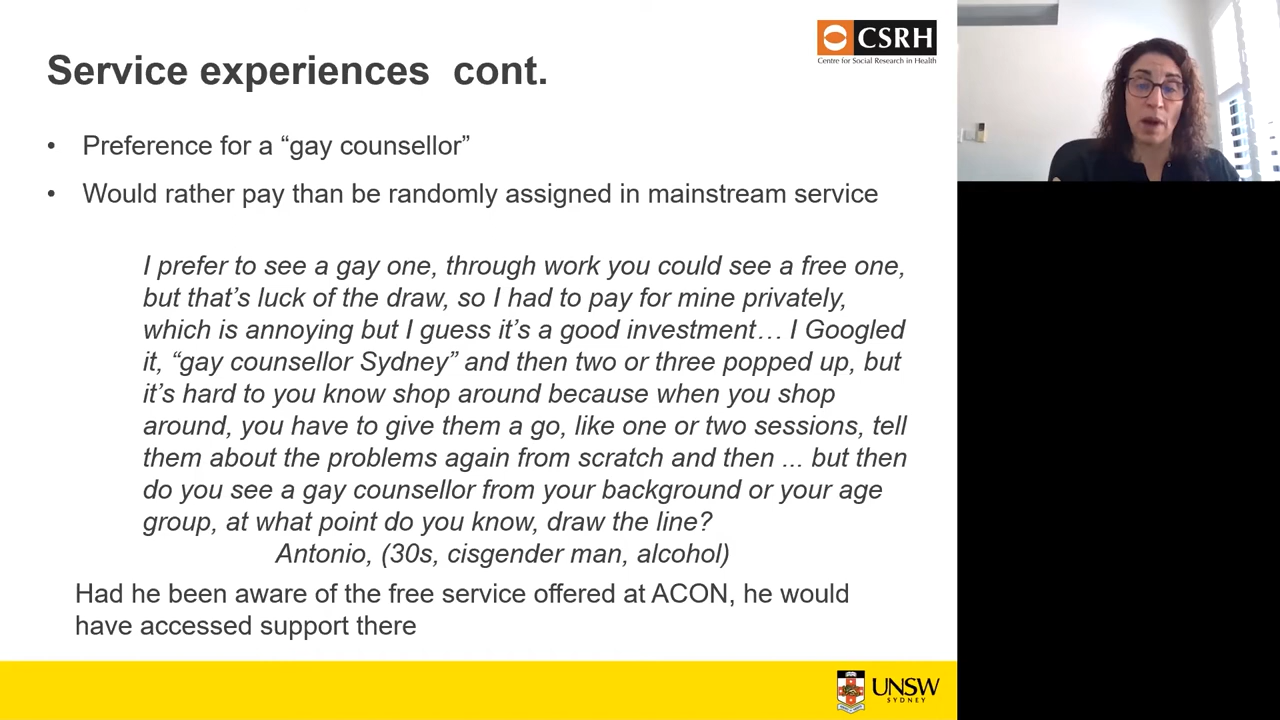 CSRH
Centre for Social Research in Health
Service experiences cont.
• Preference for a “gay counsellor”
• Would rather pay than be randomly assigned in mainstream service
I prefer to see a gay one, through work you could see a free one,
but that’s luck of the draw, so I had to pay for mine privately,
which is annoying but I guess it’s a good investment… I Googled
it, “gay counsellor Sydney” and then two or three popped up, but
it’s hard to you know shop around because when you shop
around, you have to give them a go, like one or two sessions, tell
them about the problems again from scratch and then ... but then
do you see a gay counsellor from your background or your age
group, at what point do you know, draw the line?
Antonio, (30s, cisgender man, alcohol)
Had he been aware of the free service offered at ACON, he would
have accessed support there
UNSW
SYDNEY